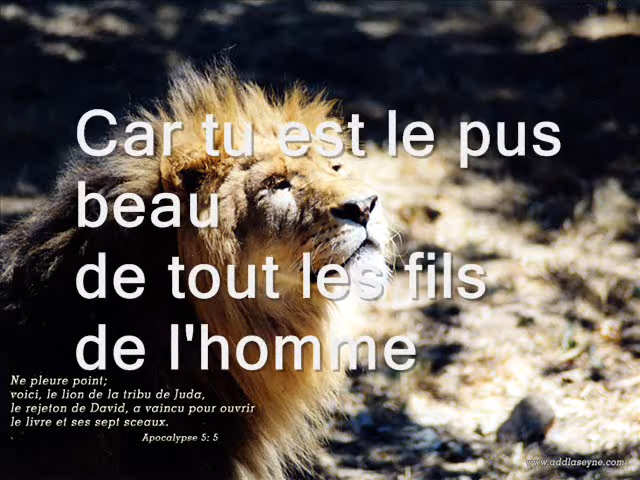 Car tu est le pus
beau
de tout les fils
de l'homme
Ne pleure point;
voici, le lion de la tribu de Juda,
le rejeton de David, a vaincu pour ouvrir
le livre et ses sept sceaux.
Apocalypse 5: 5
www.addlaseyne.com